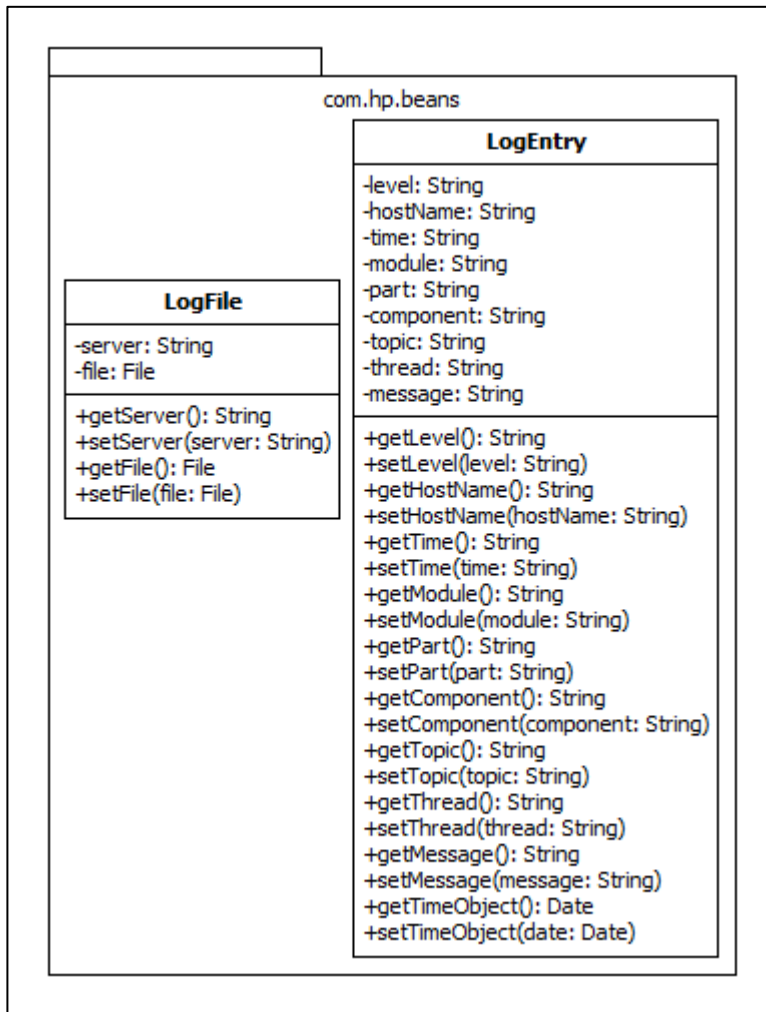 com.hp.beans
LogFile
-server: String
-file: File
+getServer(): String
+setServer(server: String)
+getFile(): File
+setFile(file: File)
LogEntry
-level: String
-hostName: String
-time: String
-module: String
-part: String
-component: String
-topic: String
-thread: String
-message: String
+getLevel(): String
+setLevel(level: String)
+getHostName(): String
+setHostName(hostName: String)
+getTime(): String
+setTime(time: String)
+getModule(): String
+setModule(module: String)
+getPart(): String
+setPart(part: String)
+getComponent(): String
+setComponent(component: String)
+getTopic(): String
+setTopic(topic: String)
+getThread(): String
+setThread(thread: String)
+getMessage(): String
+setMessage(message: String)
+getTimeObject(): Date
+setTimeObject(date: Date)